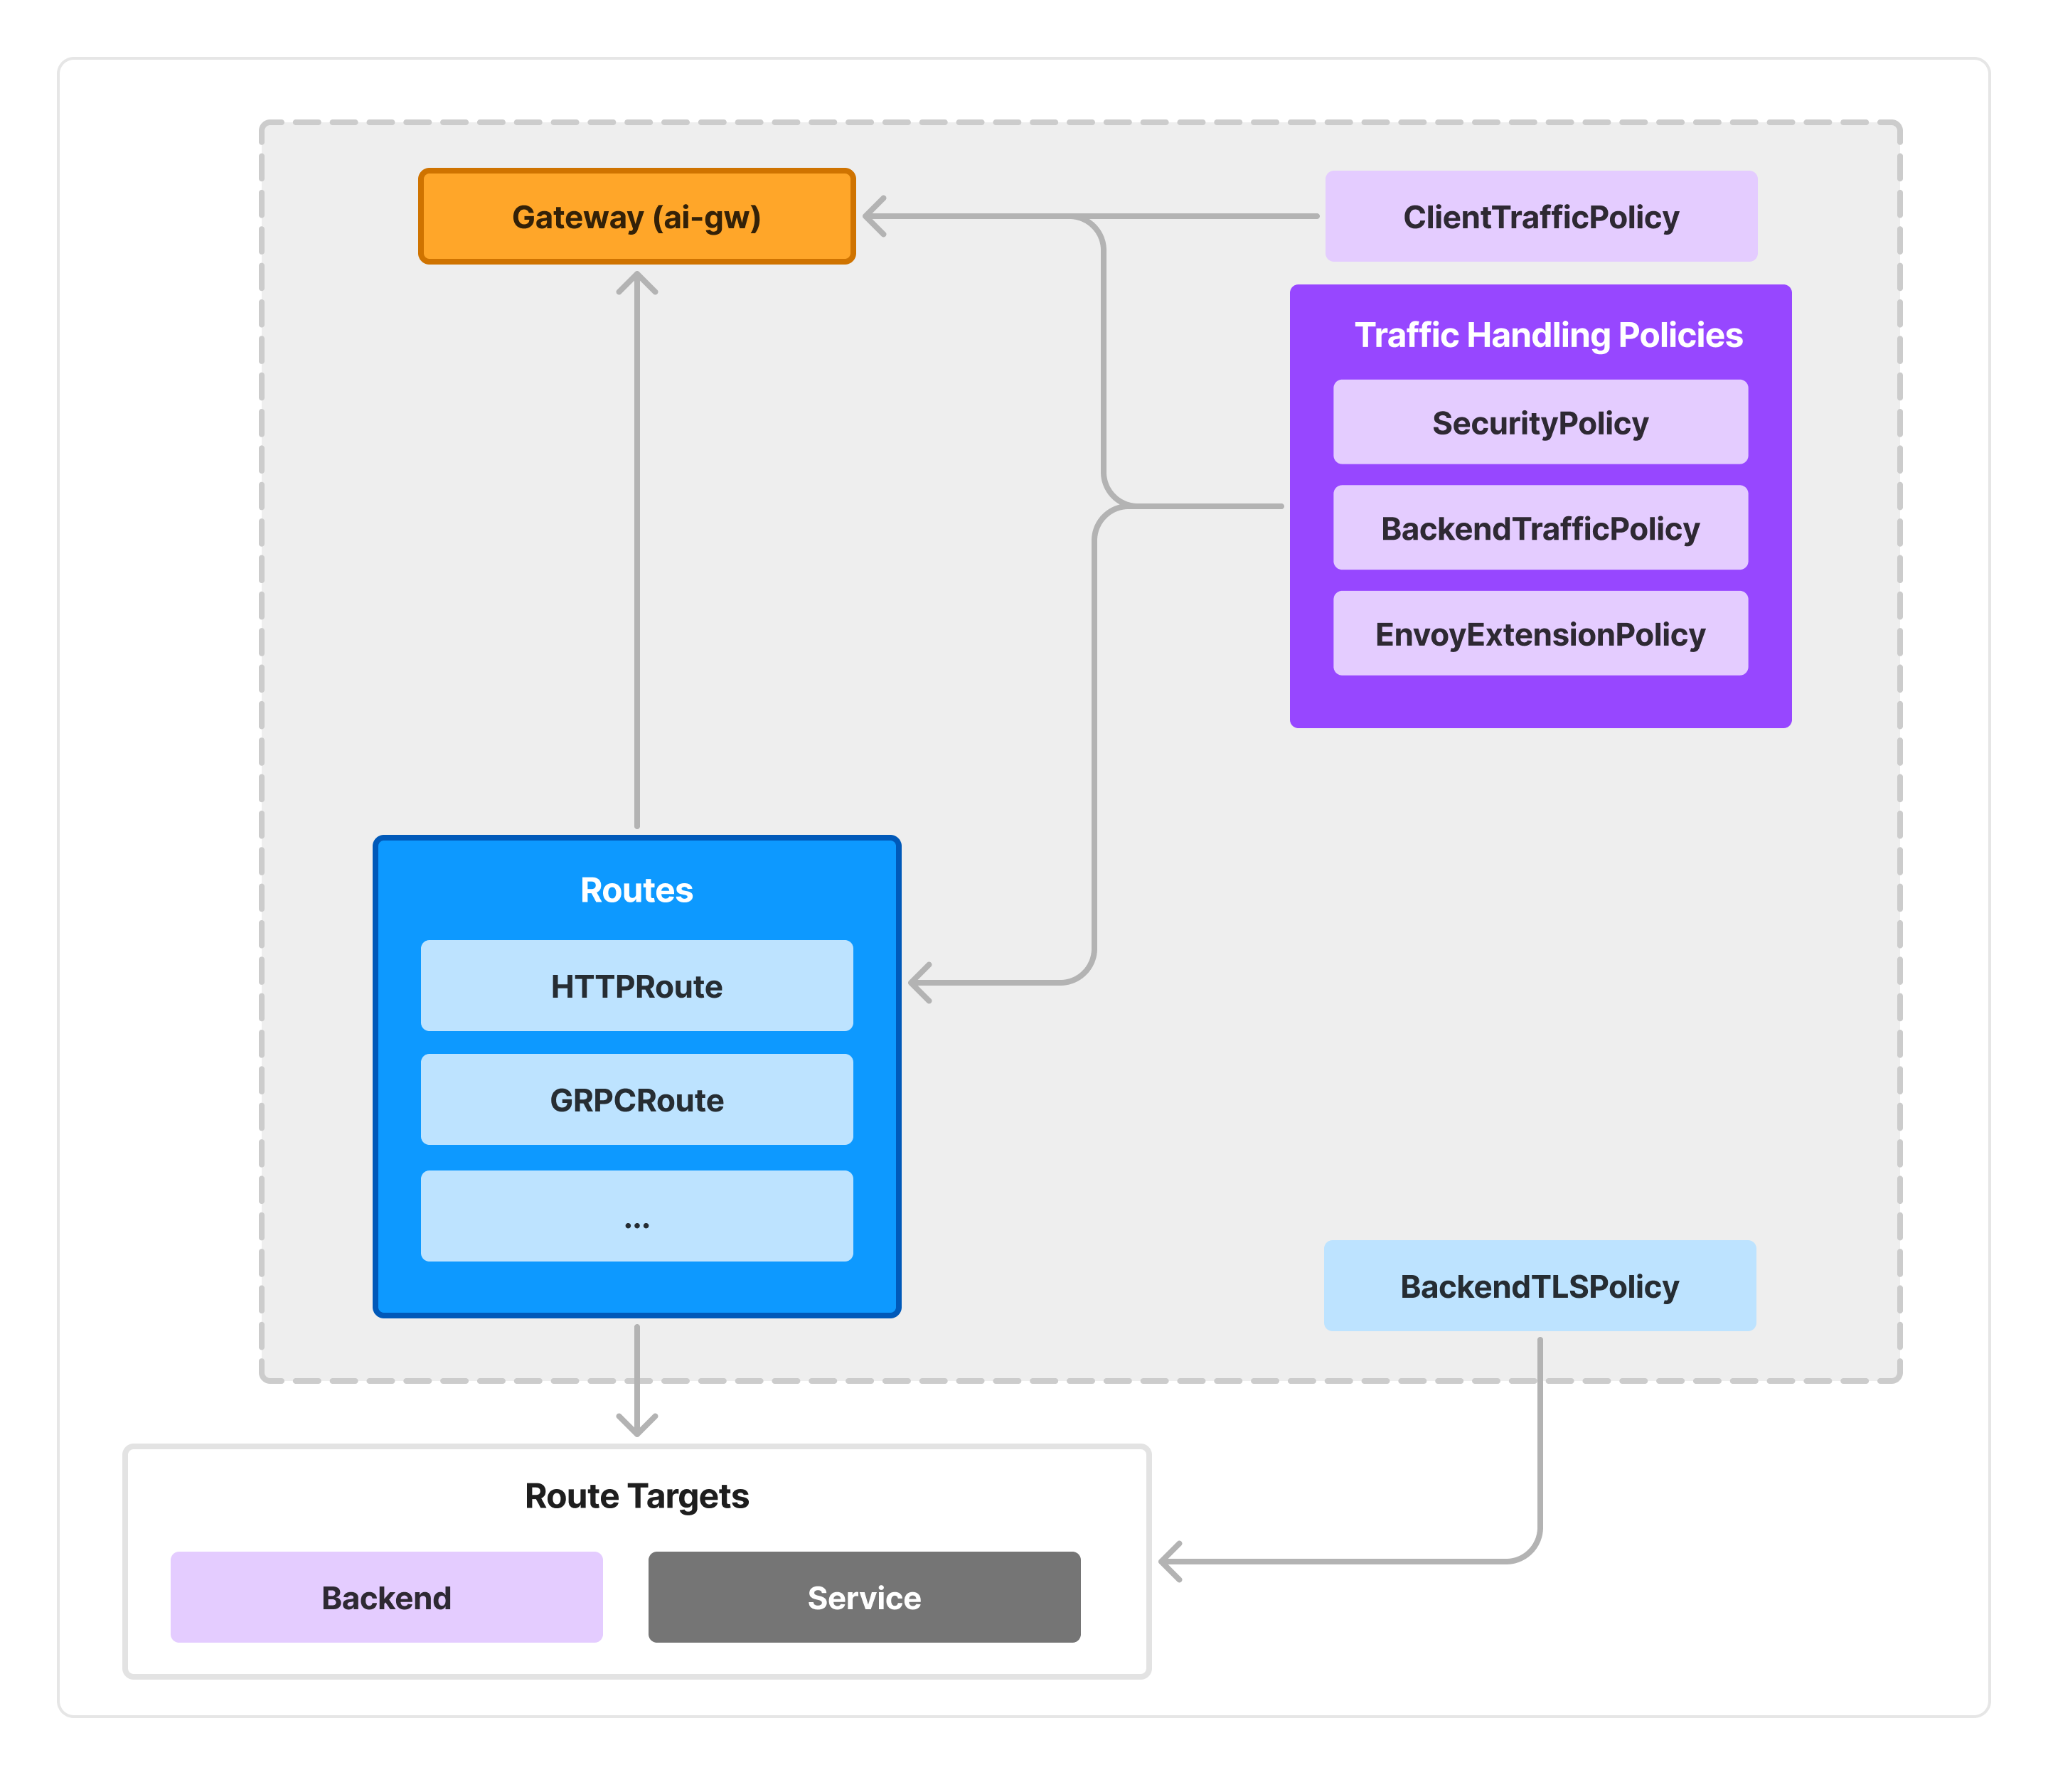 Gateway (ai-gw)
ClientTrafficPolicy
Traffic Handling Policies
SecurityPolicy
BackendTrafficPolicy
EnvoyExtensionPolicy
Routes
HTTPRoute
GRPCRoute
...
BackendTLSPolicy
Route Targets
Backend
Service